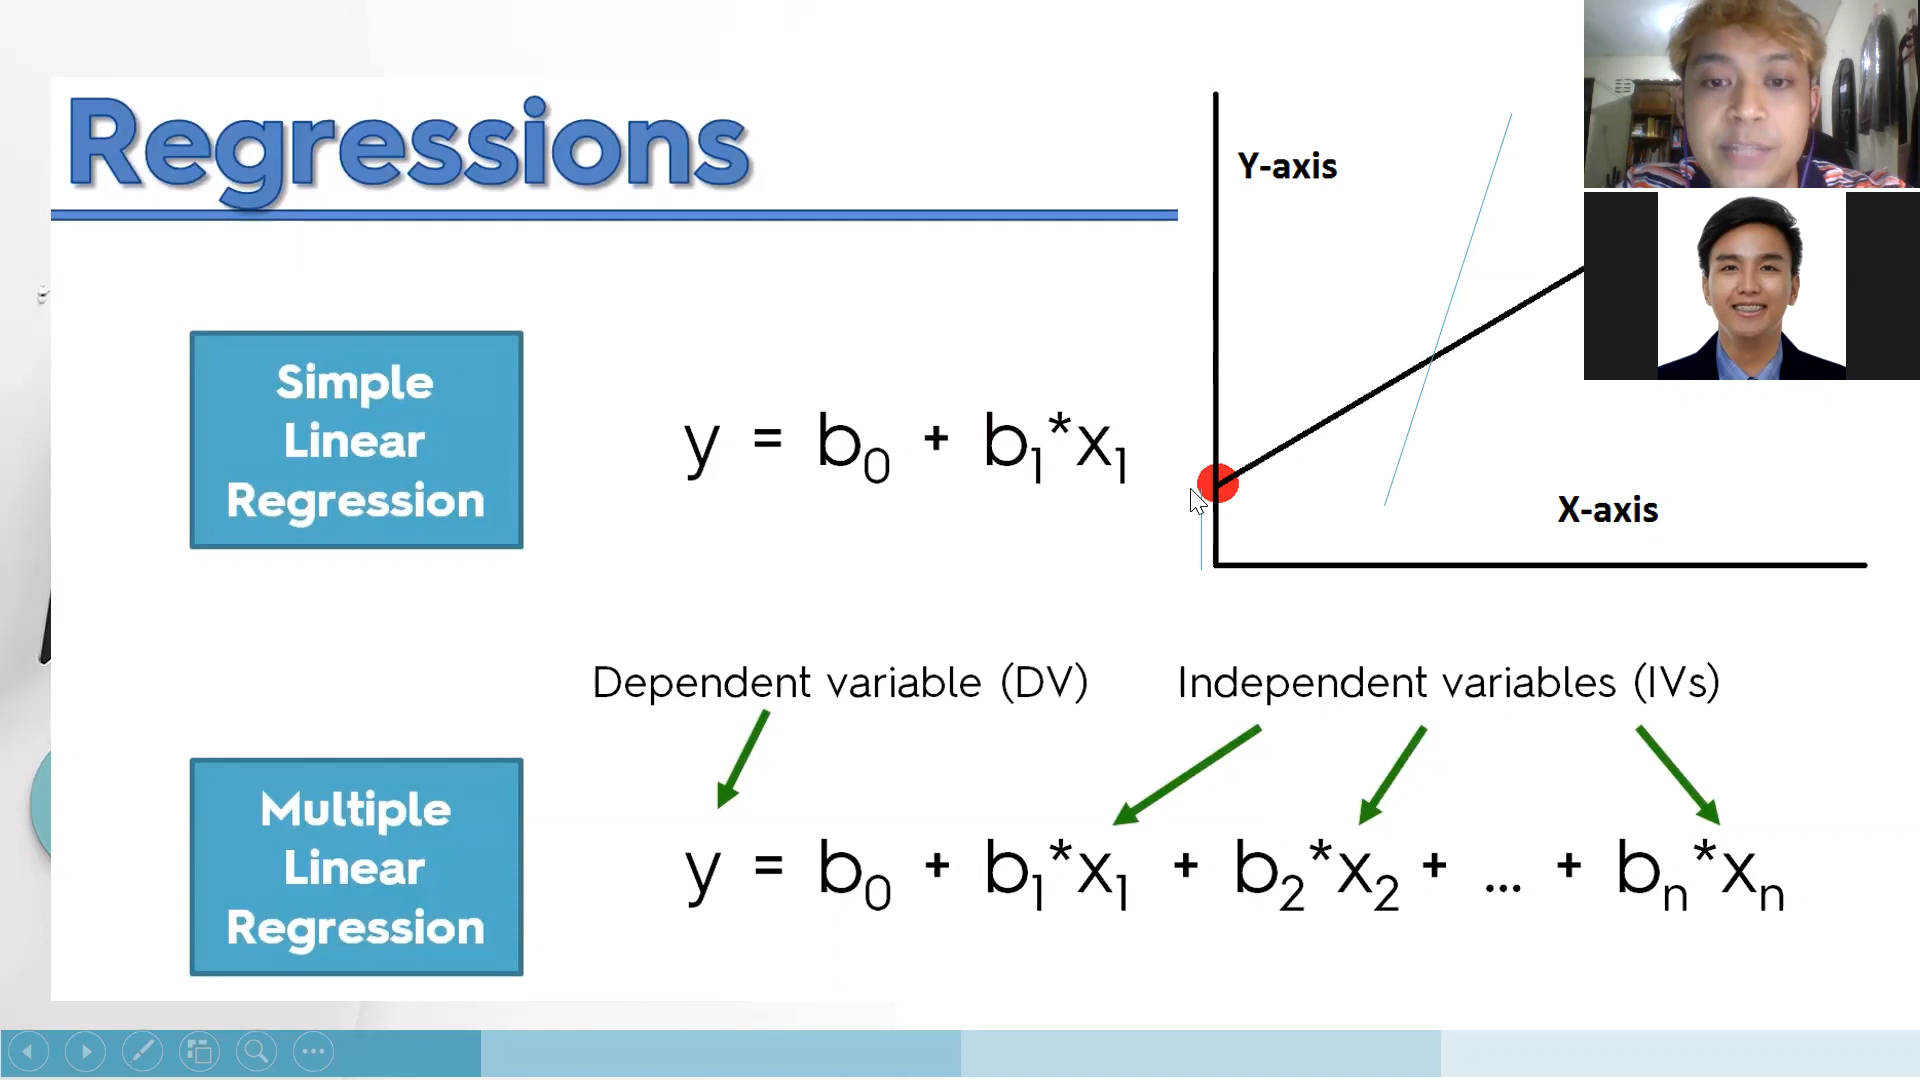 Regressions
Y-axis
Simple
Linear
Regression
y = b₀ + b₁*x₁
X-axis
Dependent variable (DV)
Independent variables (IVs)
Multiple
Linear
Regression
y = b₀ + b₁*x₁ + b₂*x₂ + ... + bₙ*xₙ